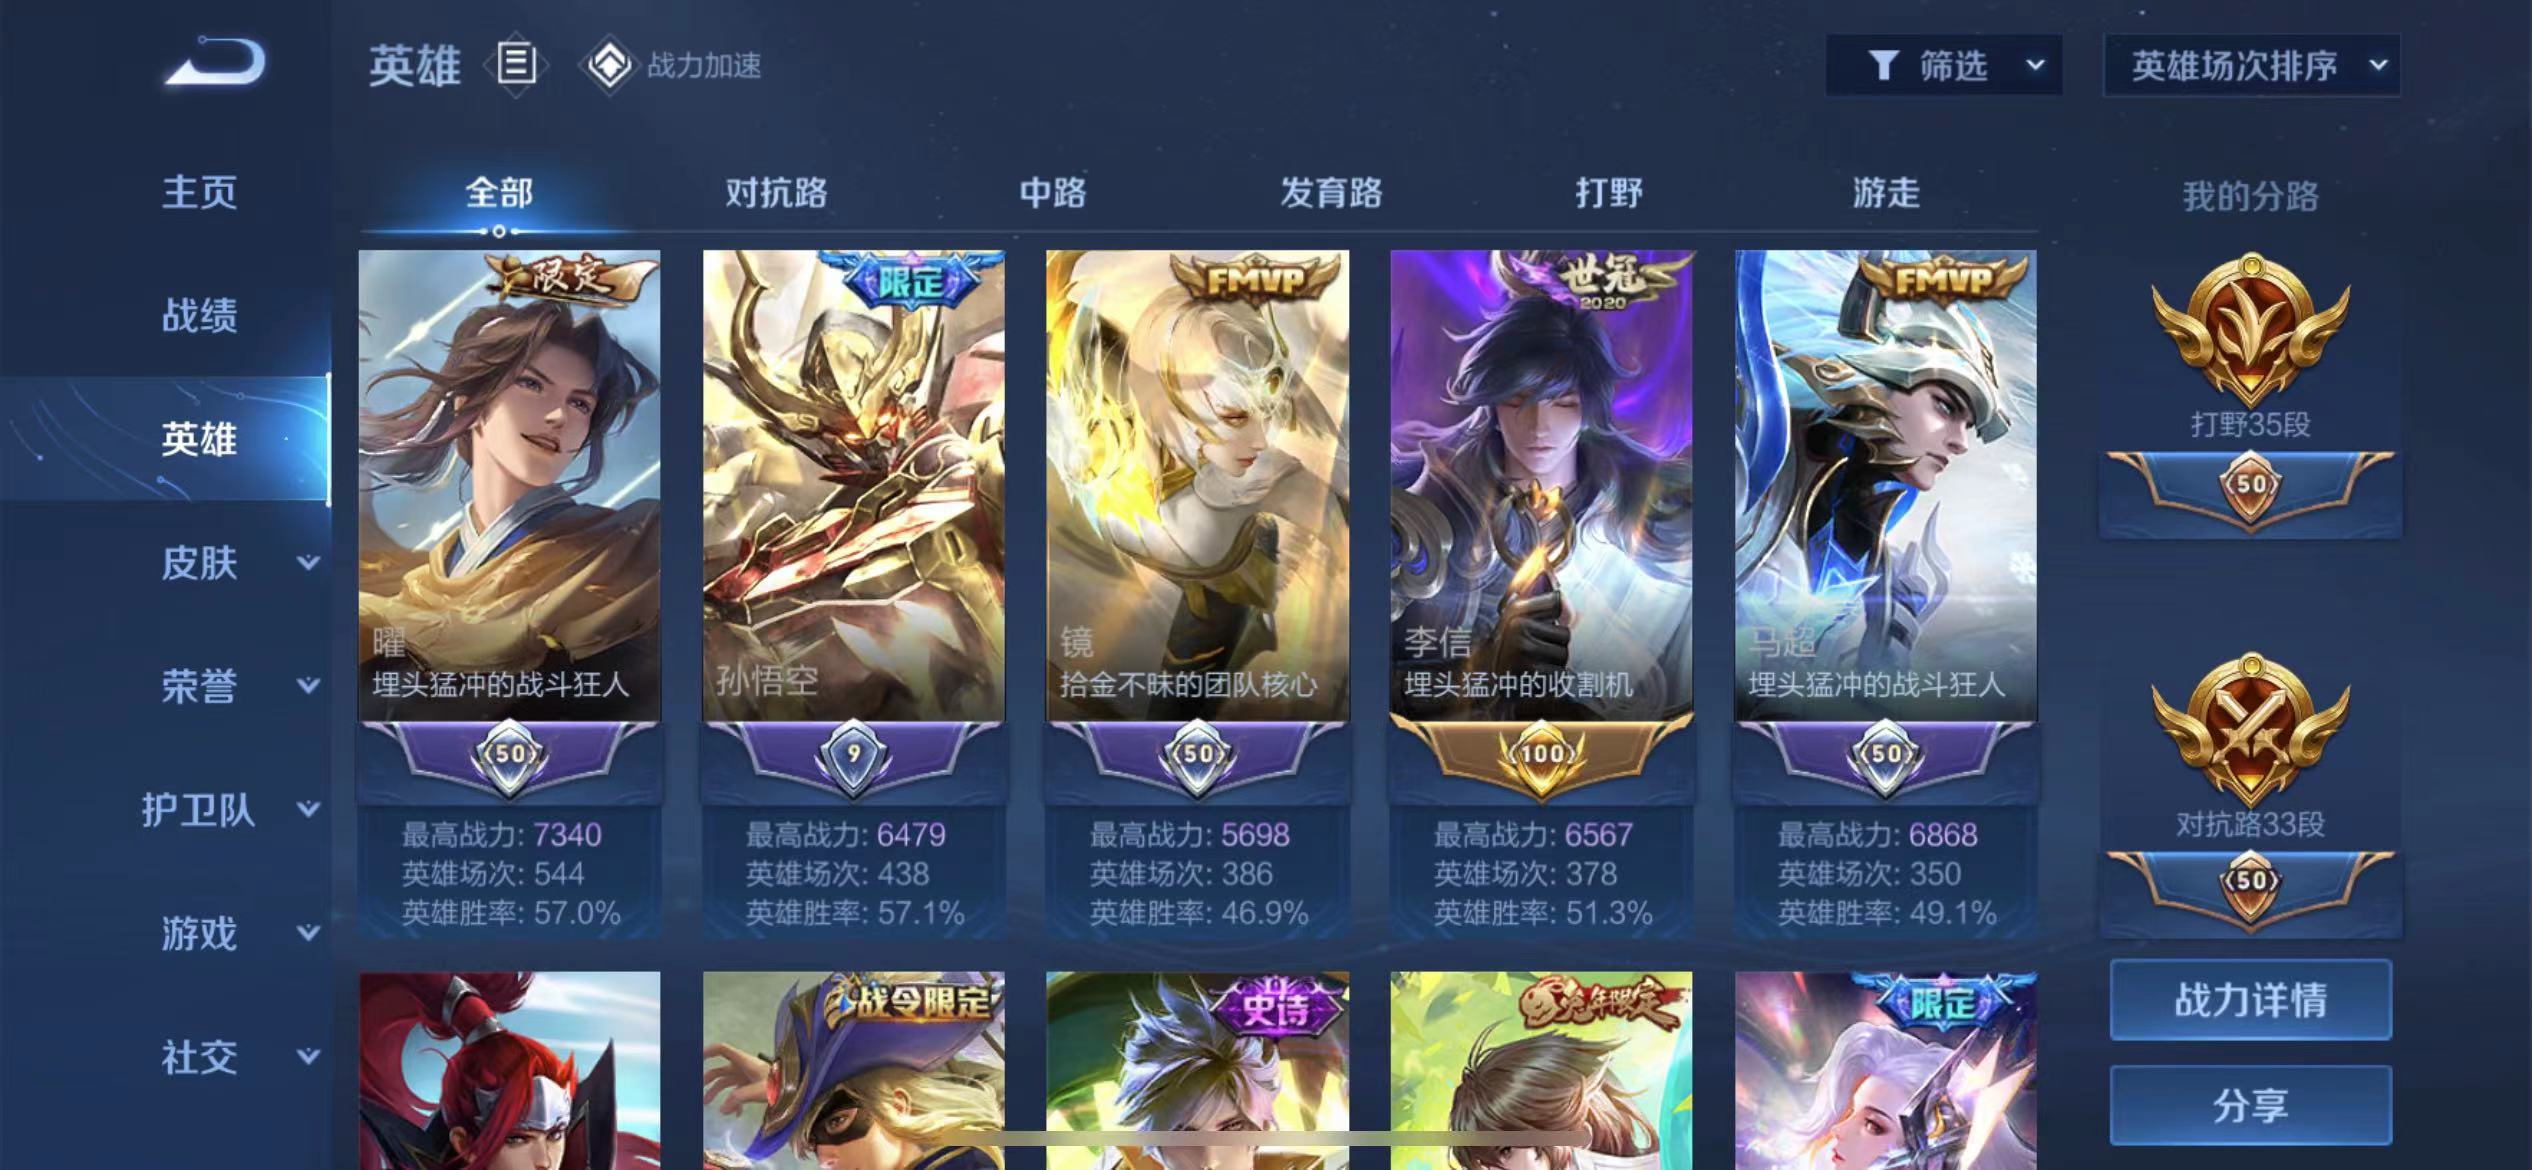 英雄
战力加速
筛选
英雄场次排序
主页
战绩
英雄
皮肤
荣誉
护卫队
游戏
社交
全部
对抗路
中路
发育路
打野
游走
限定
曜
埋头猛冲的战斗狂人
50
最高战力: 7340
英雄场次: 544
英雄胜率: 57.0%
限定
孙悟空
9
最高战力: 6479
英雄场次: 438
英雄胜率: 57.1%
FMVP
镜
拾金不昧的团队核心
50
最高战力: 5698
英雄场次: 386
英雄胜率: 46.9%
世冠
2020
李信
埋头猛冲的收割机
100
最高战力: 6567
英雄场次: 378
英雄胜率: 51.3%
FMVP
马超
埋头猛冲的战斗狂人
50
最高战力: 6868
英雄场次: 350
英雄胜率: 49.1%
战令限定
史诗
兔年限定
限定
我的分路
打野35段
50
对抗路33段
50
战力详情
分享